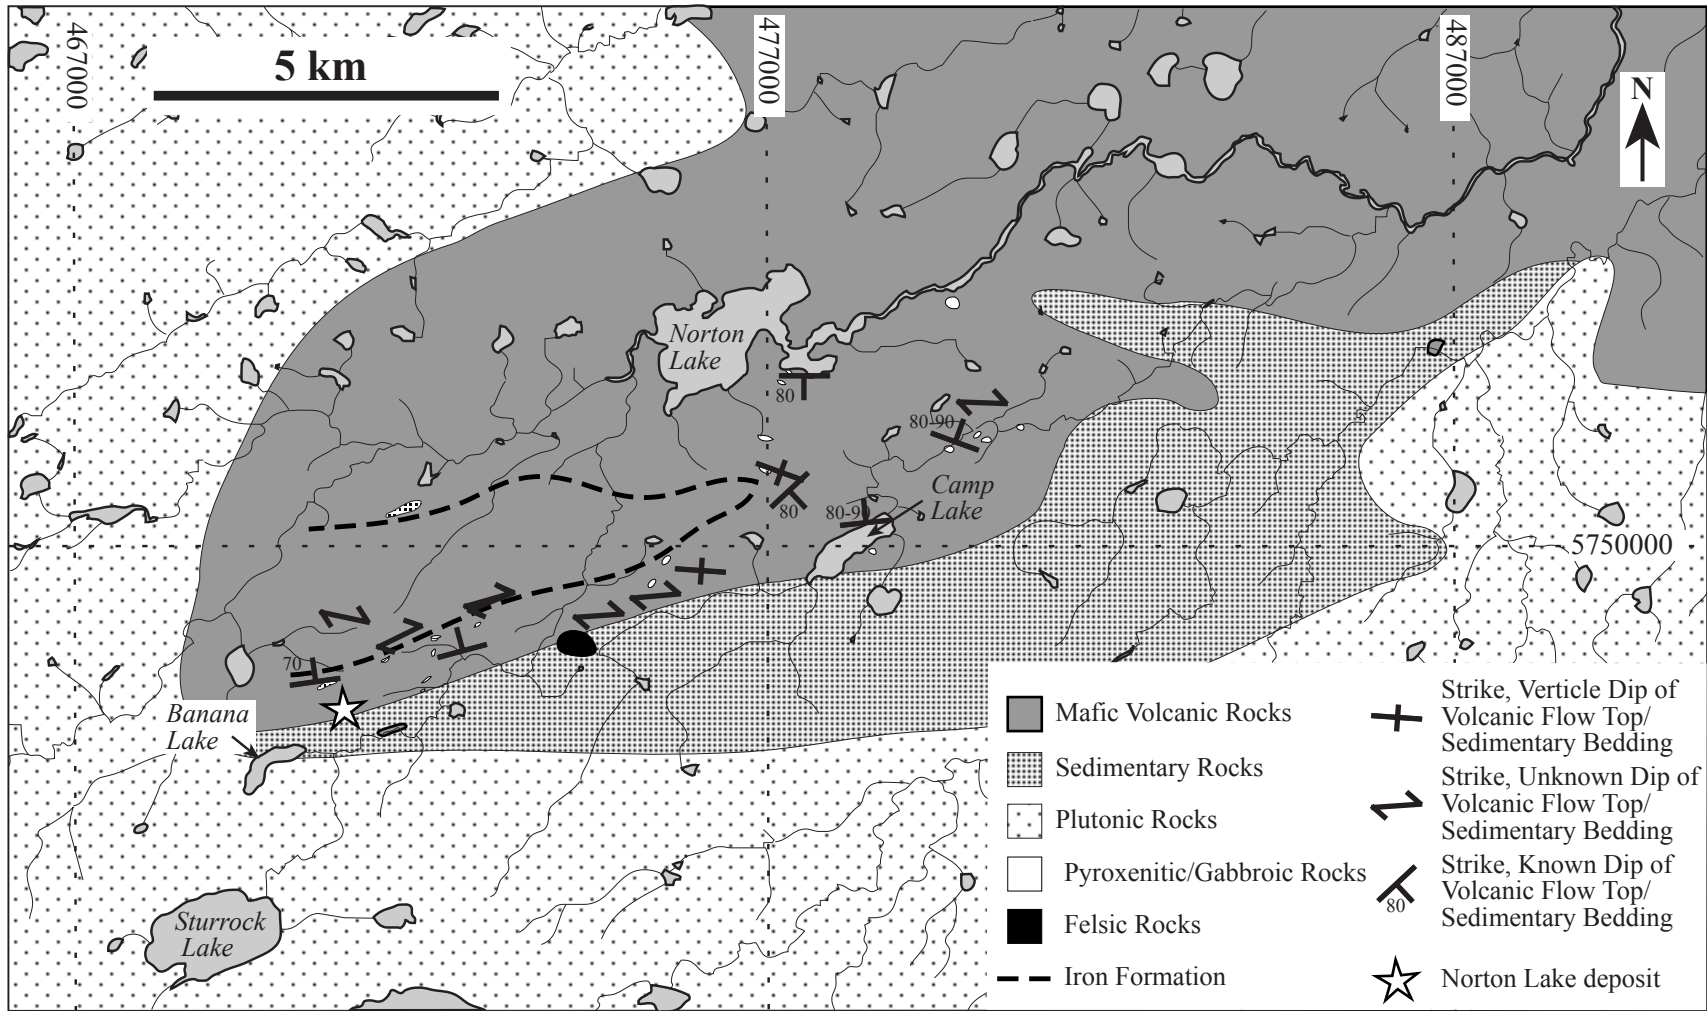 467000
5 km
477000
487000
N
Norton
Lake
80
80-90
Camp
Lake
80
80-90
5750000
70
Banana
Lake
Sturrock
Lake
Mafic Volcanic Rocks
Sedimentary Rocks
Plutonic Rocks
Pyroxenitic/Gabbroic Rocks
Felsic Rocks
Iron Formation
Strike, Verticle Dip of
Volcanic Flow Top/
Sedimentary Bedding
Strike, Unknown Dip of
Volcanic Flow Top/
Sedimentary Bedding
Strike, Known Dip of
Volcanic Flow Top/
Sedimentary Bedding
80
Norton Lake deposit